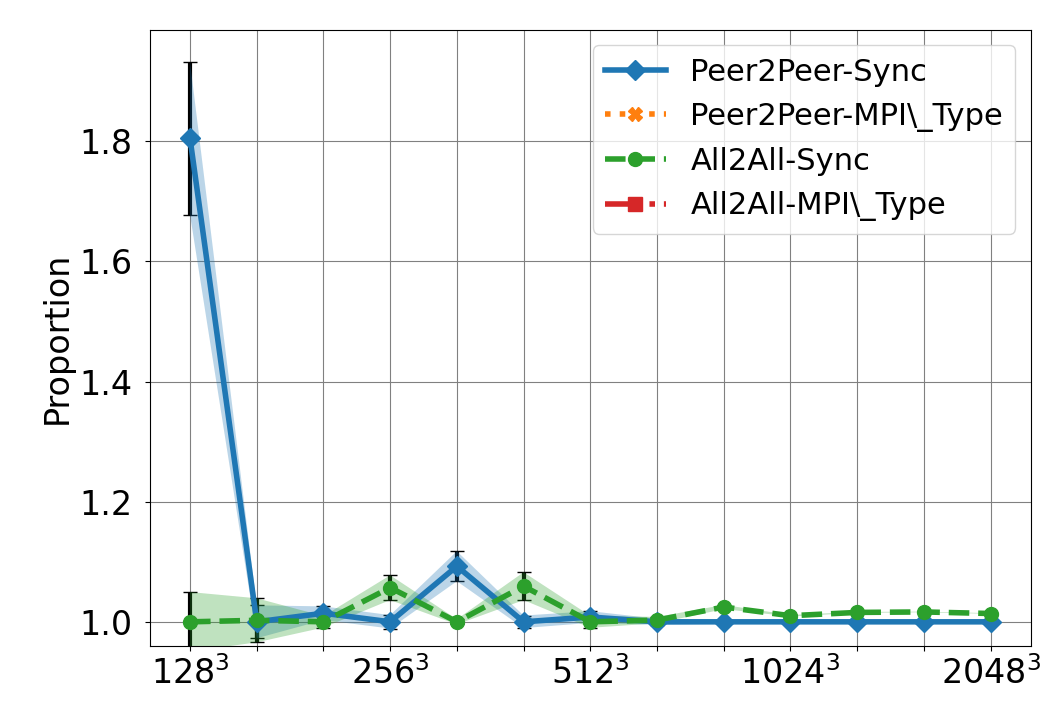 Peer2Peer-Sync
Peer2Peer-MPI\_Type
All2All-Sync
All2All-MPI\_Type
Proportion
1.8
1.6
1.4
1.2
1.0
128³ 256³ 512³ 1024³ 2048³